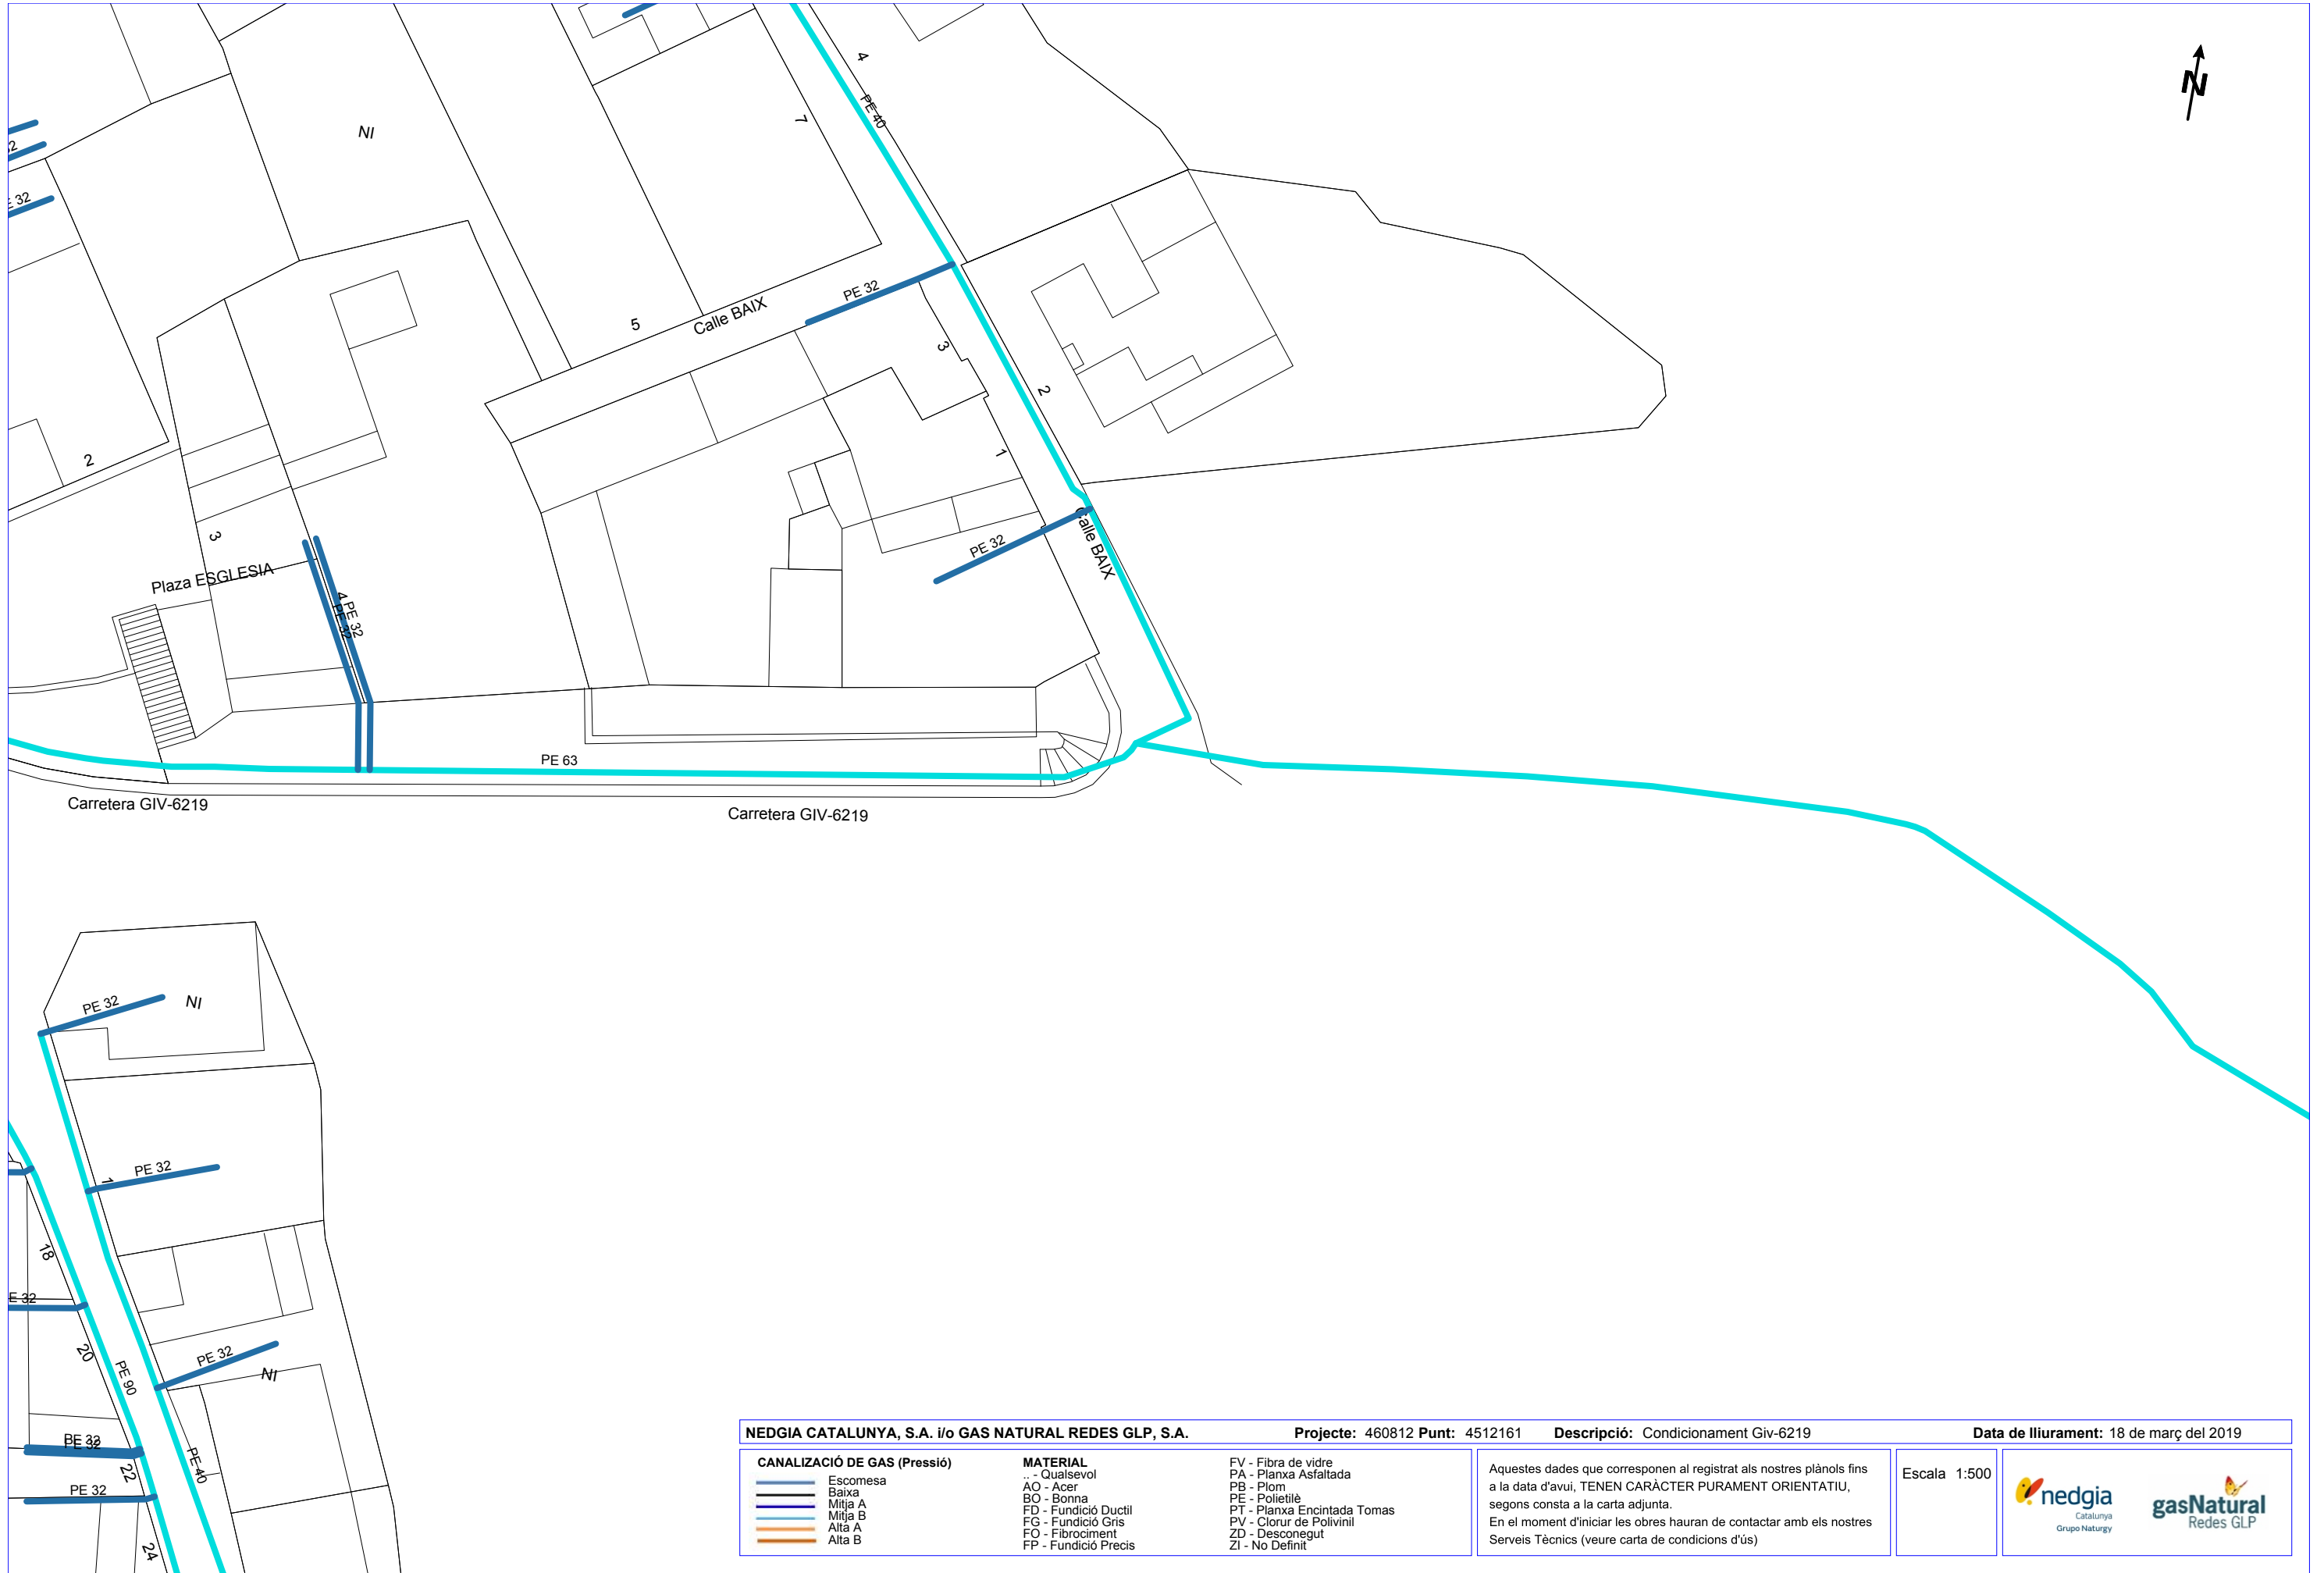 4
PE 40
N
7
NI
32
E 32
PE 32
Calle BAIX
5
3
2
1
2
3
PE 32
Calle BAIX
Plaza ESGLESIA
4
PE 32
PE 32
PE 63
Carretera GIV-6219
Carretera GIV-6219
PE 32
NI
PE 32
1
18
E 32
20
PE 90
PE 32
NI
PE 32
PE 32
22
PE 40
PE 32
24
NEDGIA CATALUNYA, S.A. i/o GAS NATURAL REDES GLP, S.A. Projecte: 460812 Punt: 4512161 Descripció: Condicionament Giv-6219 Data de lliurament: 18 de març del 2019
CANALIZACIÓ DE GAS (Pressió)
Escomesa
Baixa
Mitja A
Mitja B
Alta A
Alta B
MATERIAL
.. - Qualsevol
AO - Acer
BO - Bonna
FD - Fundició Ductil
FG - Fundició Gris
FO - Fibrociment
FP - Fundició Precis
FV - Fibra de vidre
PA - Planxa Asfaltada
PB - Plom
PE - Polietilè
PT - Planxa Encintada Tomas
PV - Clorur de Polivinil
ZD - Desconegut
ZI - No Definit
Aquestes dades que corresponen al registrat als nostres plànols fins
a la data d'avui, TENEN CARÀCTER PURAMENT ORIENTATIU,
segons consta a la carta adjunta.
En el moment d'iniciar les obres hauran de contactar amb els nostres
Serveis Tècnics (veure carta de condicions d'ús)
Escala 1:500
nedgia
Catalunya
Grupo Naturgy
gasNatural
Redes GLP